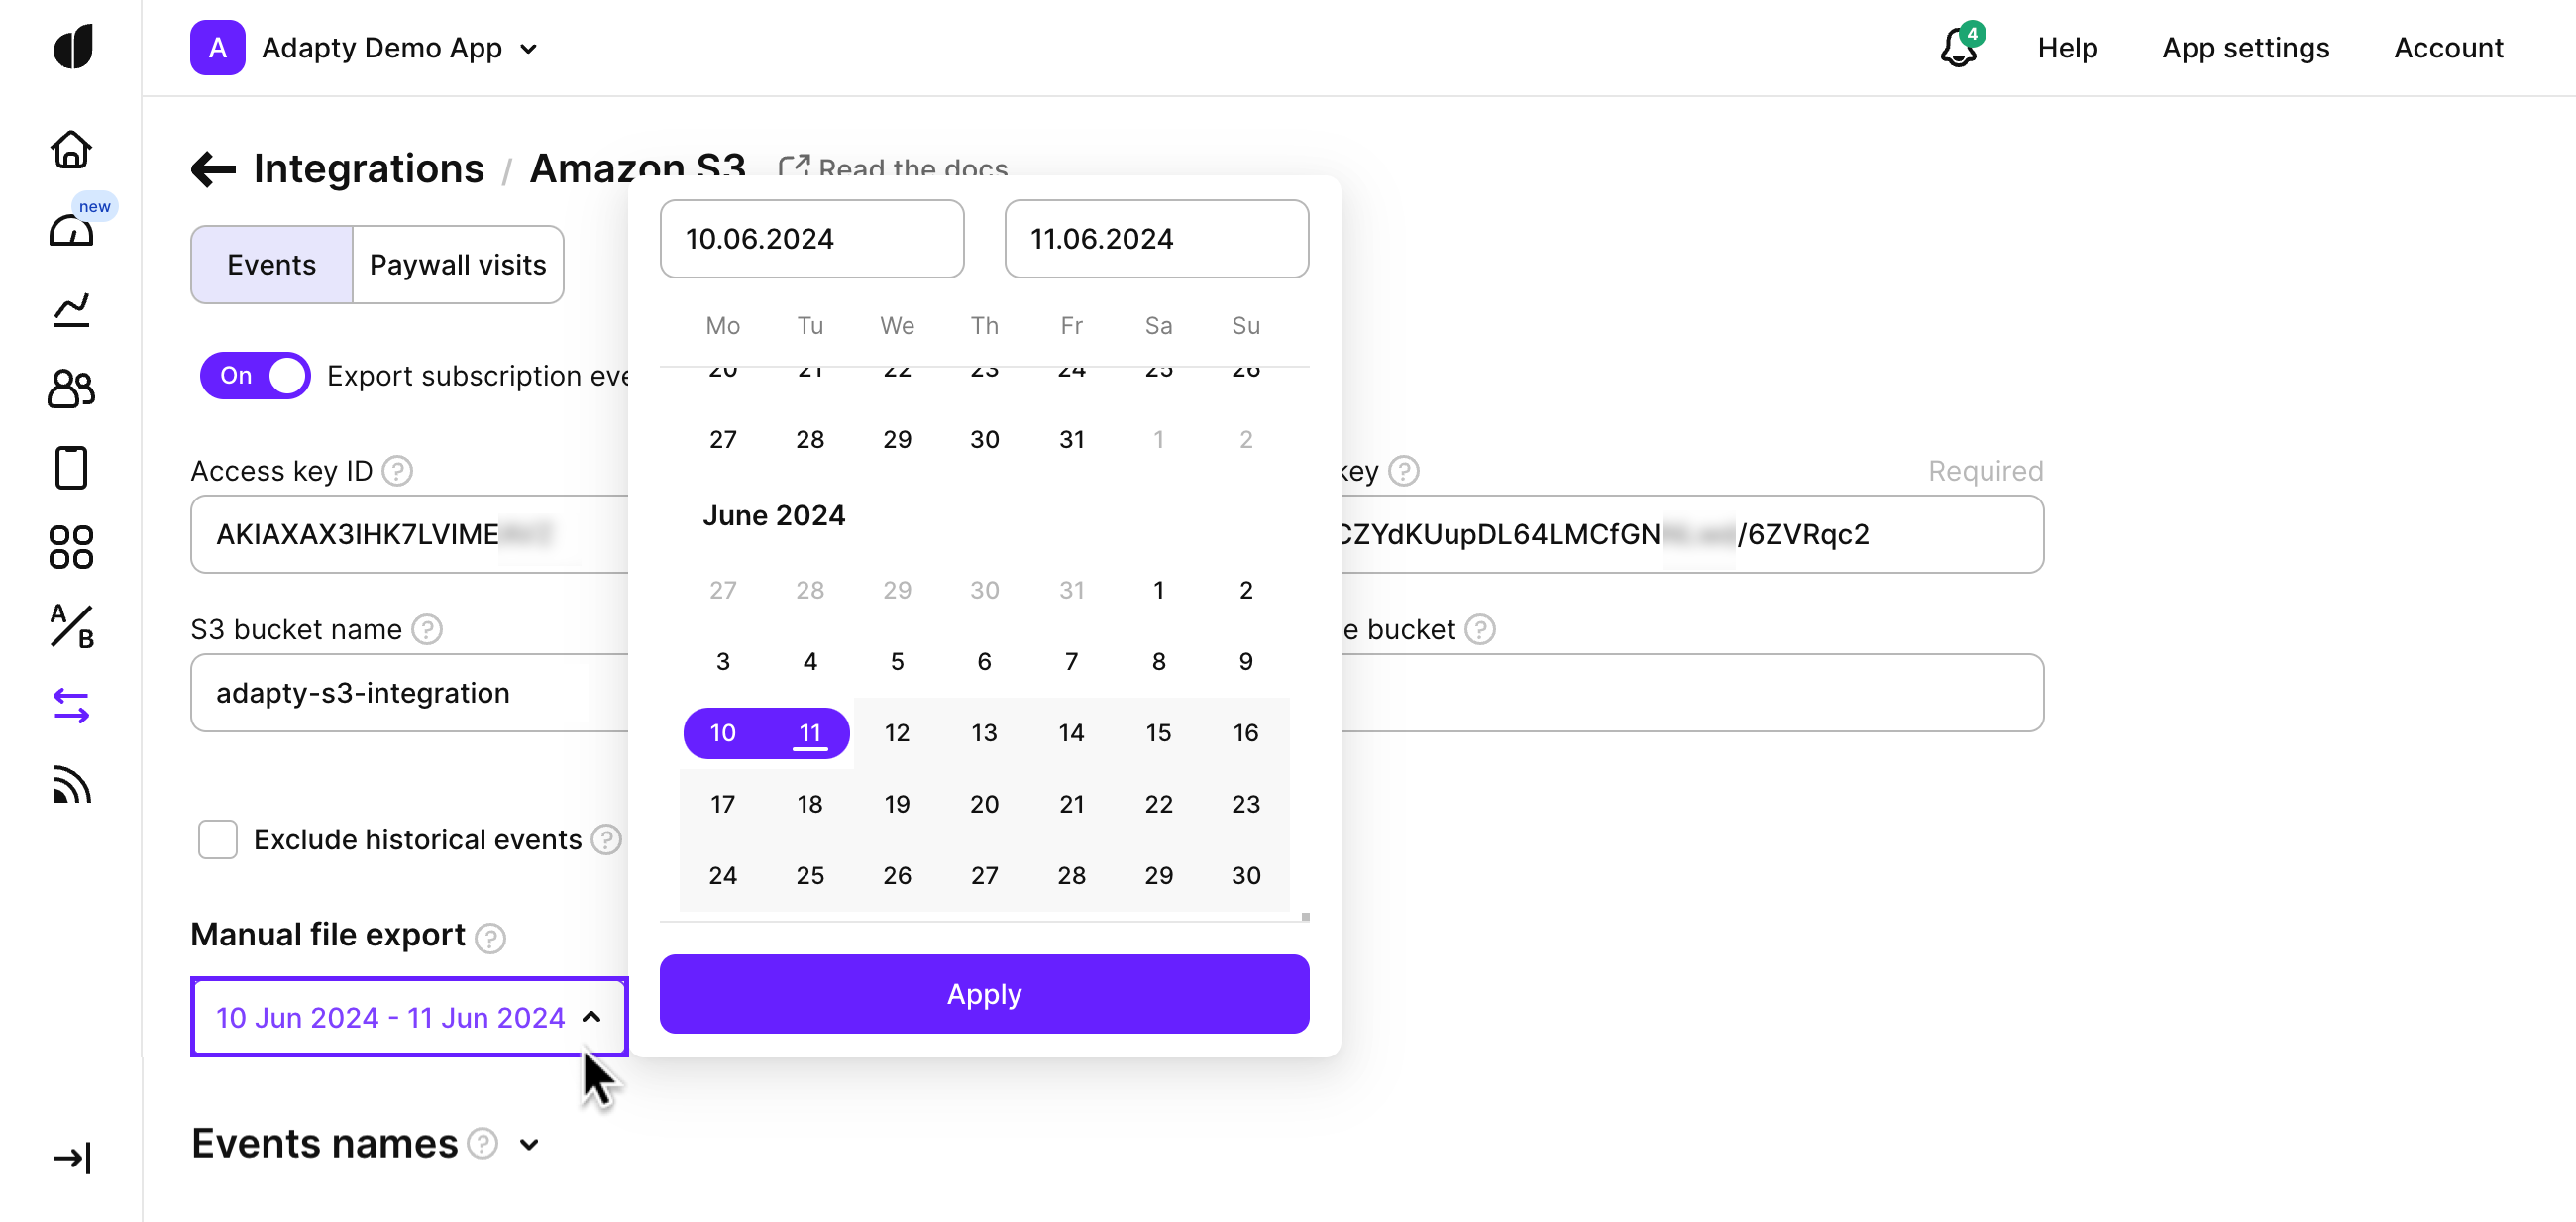 A Adapty Demo App
4 Help App settings Account
Integrations / Amazon S3 Read the docs
new
Events Paywall visits
On Export subscription eve
Access key ID ?
AKIAXAX3IHK7LVIME
key ? Required
CZYdKUupDL64LMCfGN /6ZVRqc2
S3 bucket name ?
adapty-s3-integration
e bucket ?
A/B
Exclude historical events ?
Manual file export ?
10 Jun 2024 - 11 Jun 2024
Events names ?
10.06.2024 11.06.2024
Mo Tu We Th Fr Sa Su
20 21 22 23 24 25 26
27 28 29 30 31 1 2
June 2024
27 28 29 30 31 1 2
3 4 5 6 7 8 9
10 11 12 13 14 15 16
17 18 19 20 21 22 23
24 25 26 27 28 29 30
Apply